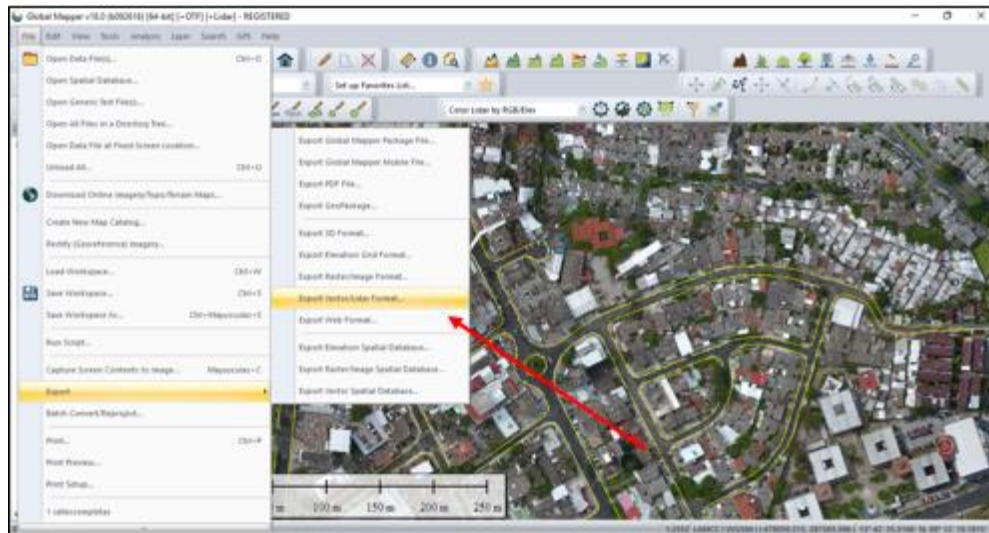 Global Mapper v18.0 (b092616) [64-bit] [+OTF] [+Lidar] - REGISTERED
File Edit View Tools Analysis Layer Search GPS Help
Open Data File(s)... Ctrl+O
Open Spatial Database...
Open Generic Text File(s)...
Open All Files in a Directory Tree...
Open Data File at Fixed Screen Location...
Unload All... Ctrl+U
Download Online Imagery/Topo/Terrain Maps...
Create New Map Catalog...
Rectify (Georeference) Imagery...
Load Workspace... Ctrl+W
Save Workspace... Ctrl+S
Save Workspace As... Ctrl+Mayusculas+S
Run Script...
Capture Screen Contents to Image... Mayusculas+C
Export
Batch Convert/Reproject...
Print... Ctrl+P
Print Preview...
Print Setup...
1 callescompletas
Set up Favorites List...
Color Lidar by RGB/Elev
Export Global Mapper Package File...
Export Global Mapper Mobile File...
Export PDF File...
Export GeoPackage...
Export 3D Format...
Export Elevation Grid Format...
Export Raster/Image Format...
Export Vector/Lidar Format...
Export Web Format...
Export Elevation Spatial Database...
Export Raster/Image Spatial Database...
Export Vector Spatial Database...
m 100 m 150 m 200 m 250 m